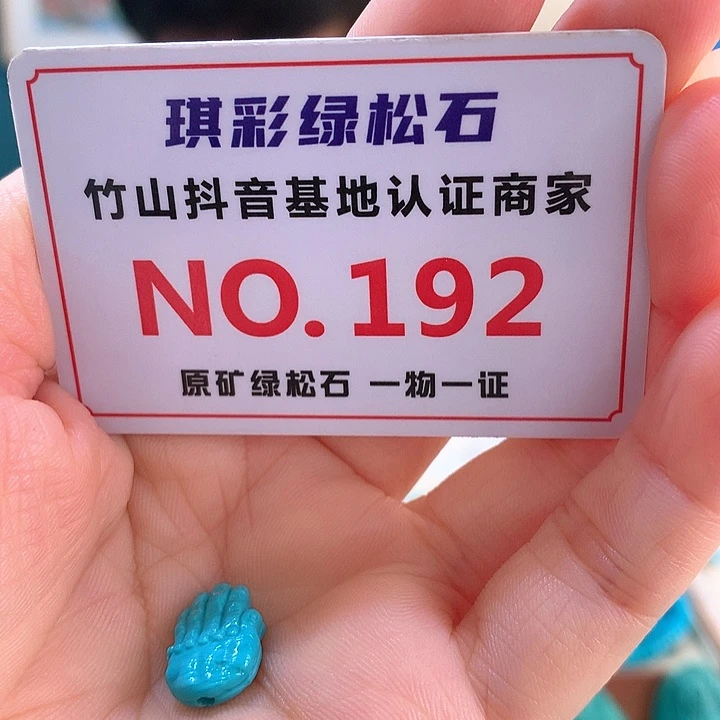 琪彩绿松石
竹山抖音基地认证商家
NO.192
原矿绿松石 一物一证